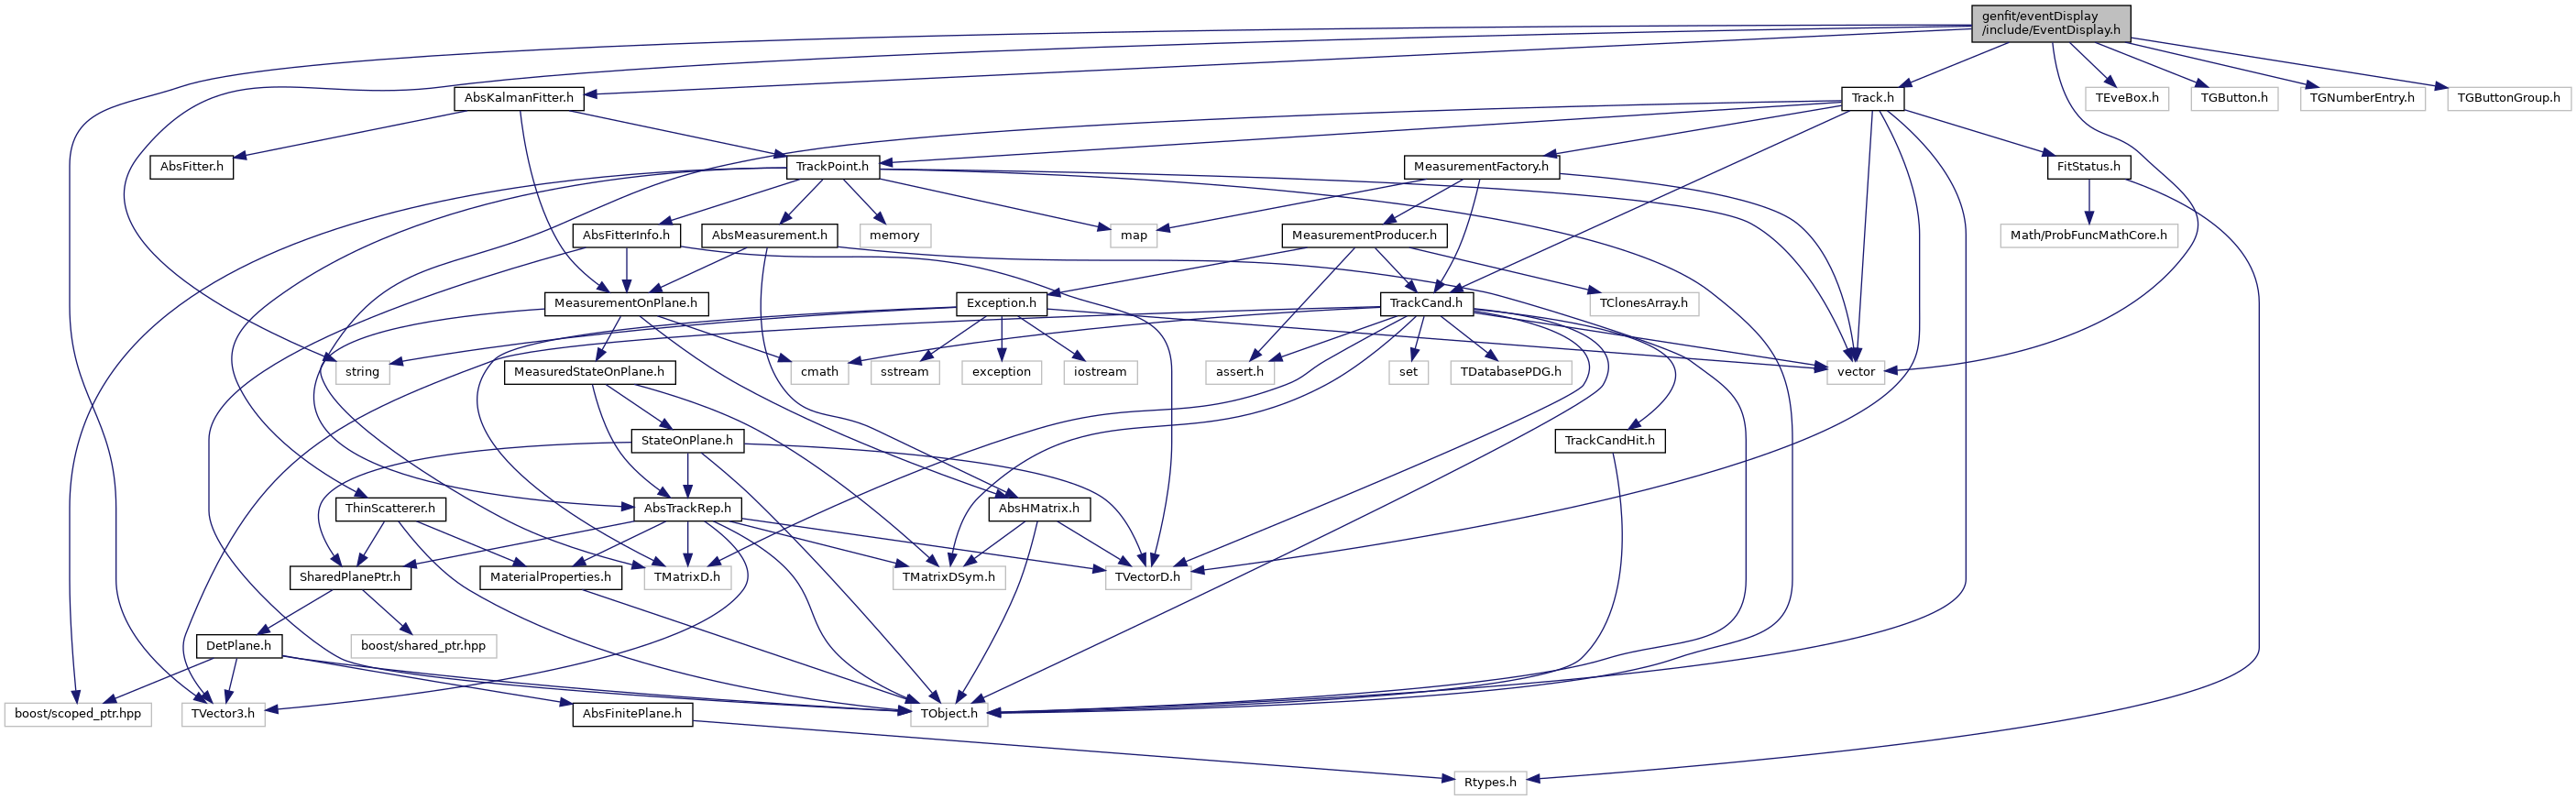 genfit/eventDisplay
/include/EventDisplay.h
AbsKalmanFitter.h
Track.h
TEveBox.h
TGButton.h
TGNumberEntry.h
TGButtonGroup.h
AbsFitter.h
TrackPoint.h
MeasurementFactory.h
FitStatus.h
AbsFitterInfo.h
AbsMeasurement.h
memory
map
MeasurementProducer.h
Math/ProbFuncMathCore.h
MeasurementOnPlane.h
Exception.h
TrackCand.h
TClonesArray.h
string
MeasuredStateOnPlane.h
cmath
sstream
exception
iostream
assert.h
set
TDatabasePDG.h
vector
StateOnPlane.h
TrackCandHit.h
ThinScatterer.h
AbsTrackRep.h
AbsHMatrix.h
SharedPlanePtr.h
MaterialProperties.h
TMatrixD.h
TMatrixDSym.h
TVectorD.h
DetPlane.h
boost/shared_ptr.hpp
boost/scoped_ptr.hpp
TVector3.h
AbsFinitePlane.h
TObject.h
Rtypes.h